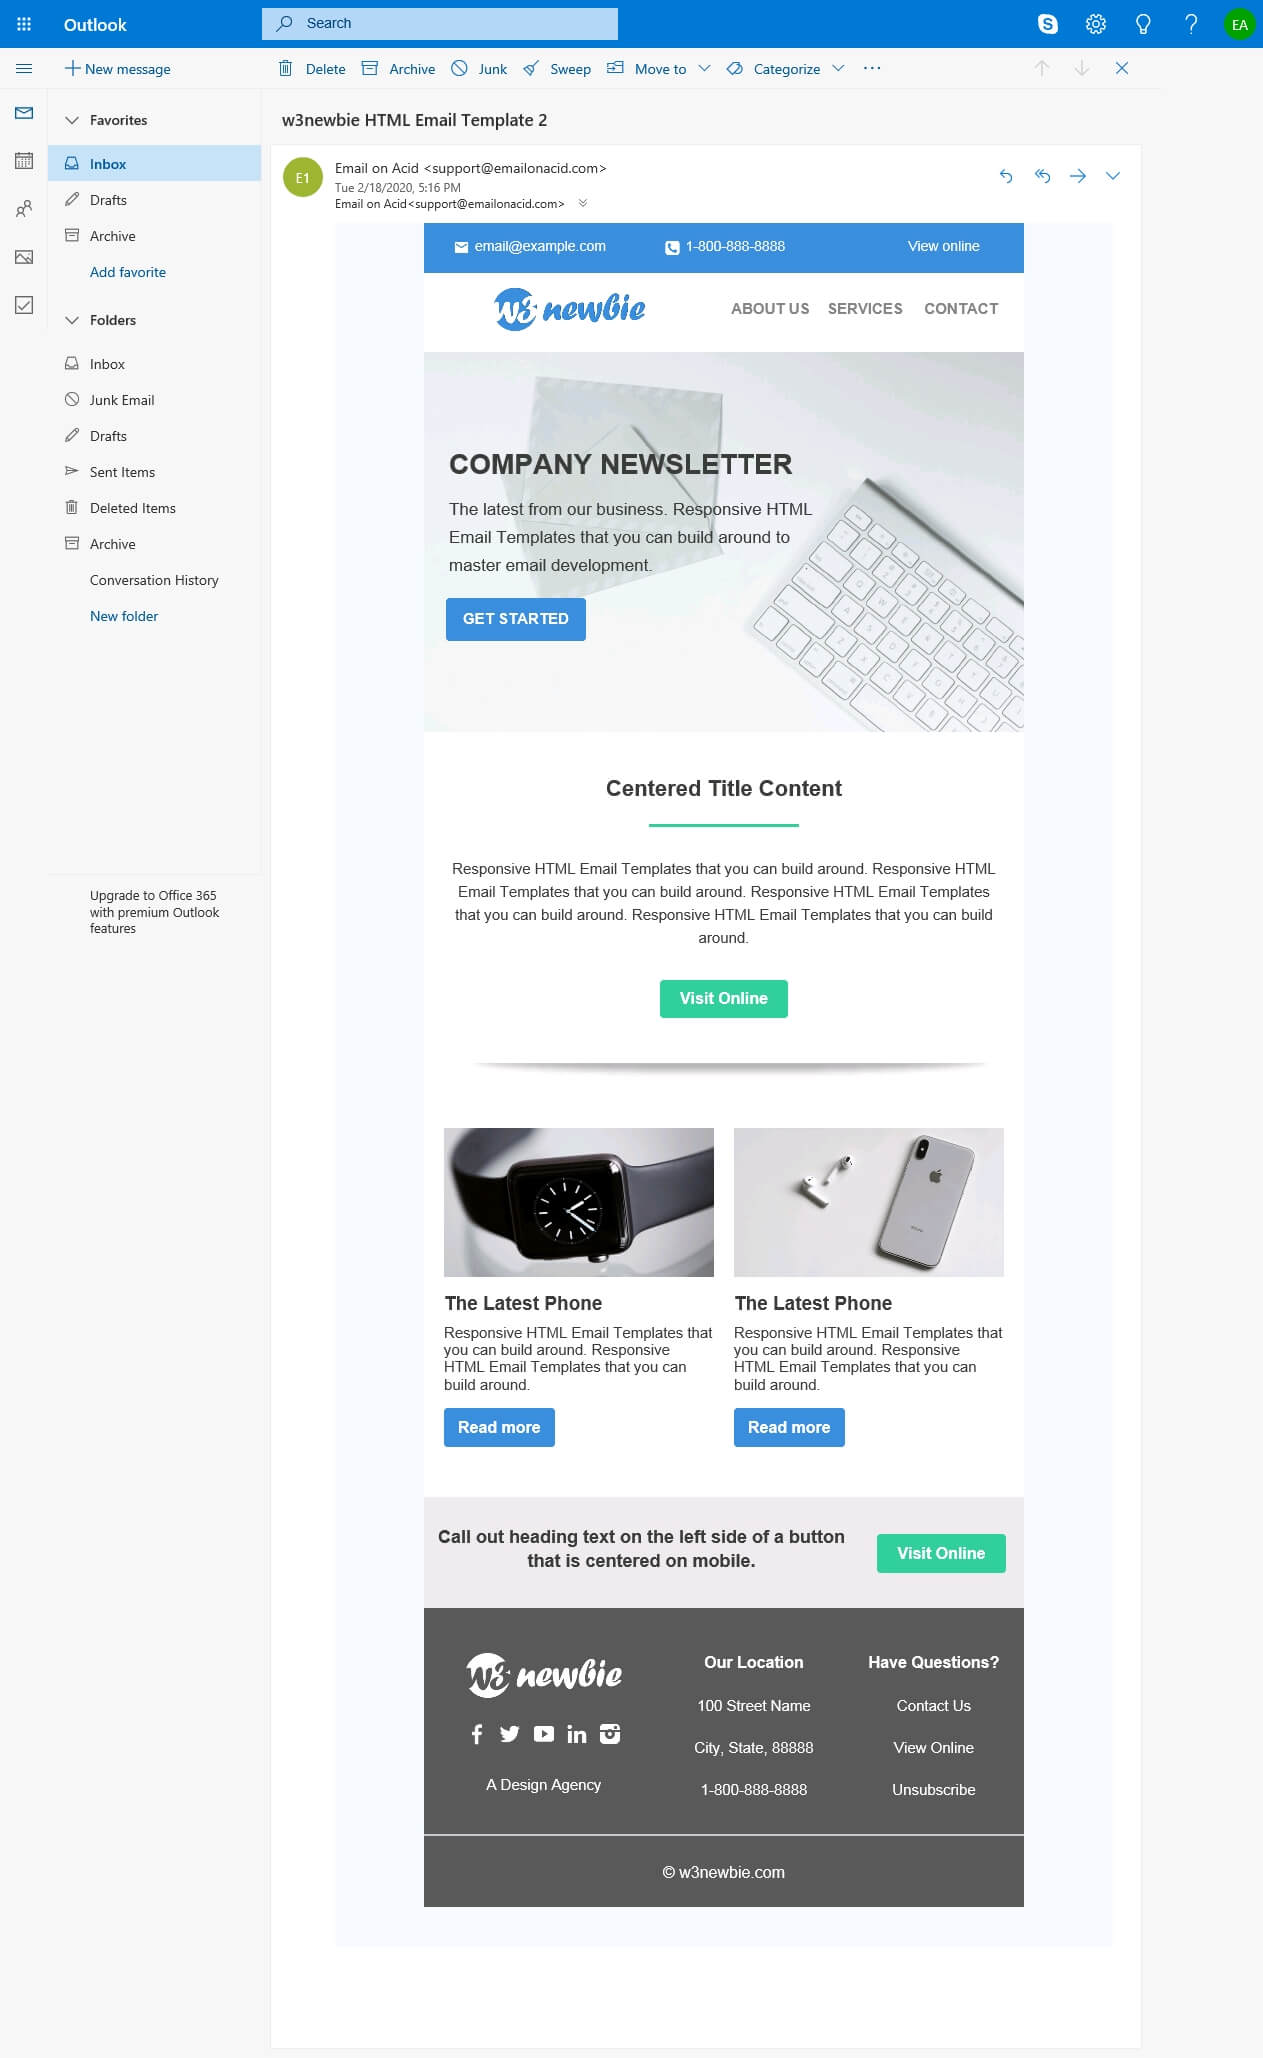 Outlook
Search
EA
New message
Delete
Archive
Junk
Sweep
Move to
Categorize
Favorites
Inbox
Drafts
Archive
Add favorite
Folders
Inbox
Junk Email
Drafts
Sent Items
Deleted Items
Archive
Conversation History
New folder
Upgrade to Office 365
with premium Outlook
features
w3newbie HTML Email Template 2
E1
Email on Acid <support@emailonacid.com>
Tue 2/18/2020, 5:16 PM
Email on Acid<support@emailonacid.com>
email@example.com 1-800-888-8888 View online
w3 newbie
ABOUT US SERVICES CONTACT
COMPANY NEWSLETTER
The latest from our business. Responsive HTML
Email Templates that you can build around to
master email development.
GET STARTED
Centered Title Content
Responsive HTML Email Templates that you can build around. Responsive HTML
Email Templates that you can build around. Responsive HTML Email Templates
that you can build around. Responsive HTML Email Templates that you can build
around.
Visit Online
The Latest Phone
Responsive HTML Email Templates that
you can build around. Responsive
HTML Email Templates that you can
build around.
Read more
The Latest Phone
Responsive HTML Email Templates that
you can build around. Responsive
HTML Email Templates that you can
build around.
Read more
Call out heading text on the left side of a button
that is centered on mobile.
Visit Online
w3 newbie
A Design Agency
Our Location
100 Street Name
City, State, 88888
1-800-888-8888
Have Questions?
Contact Us
View Online
Unsubscribe
© w3newbie.com